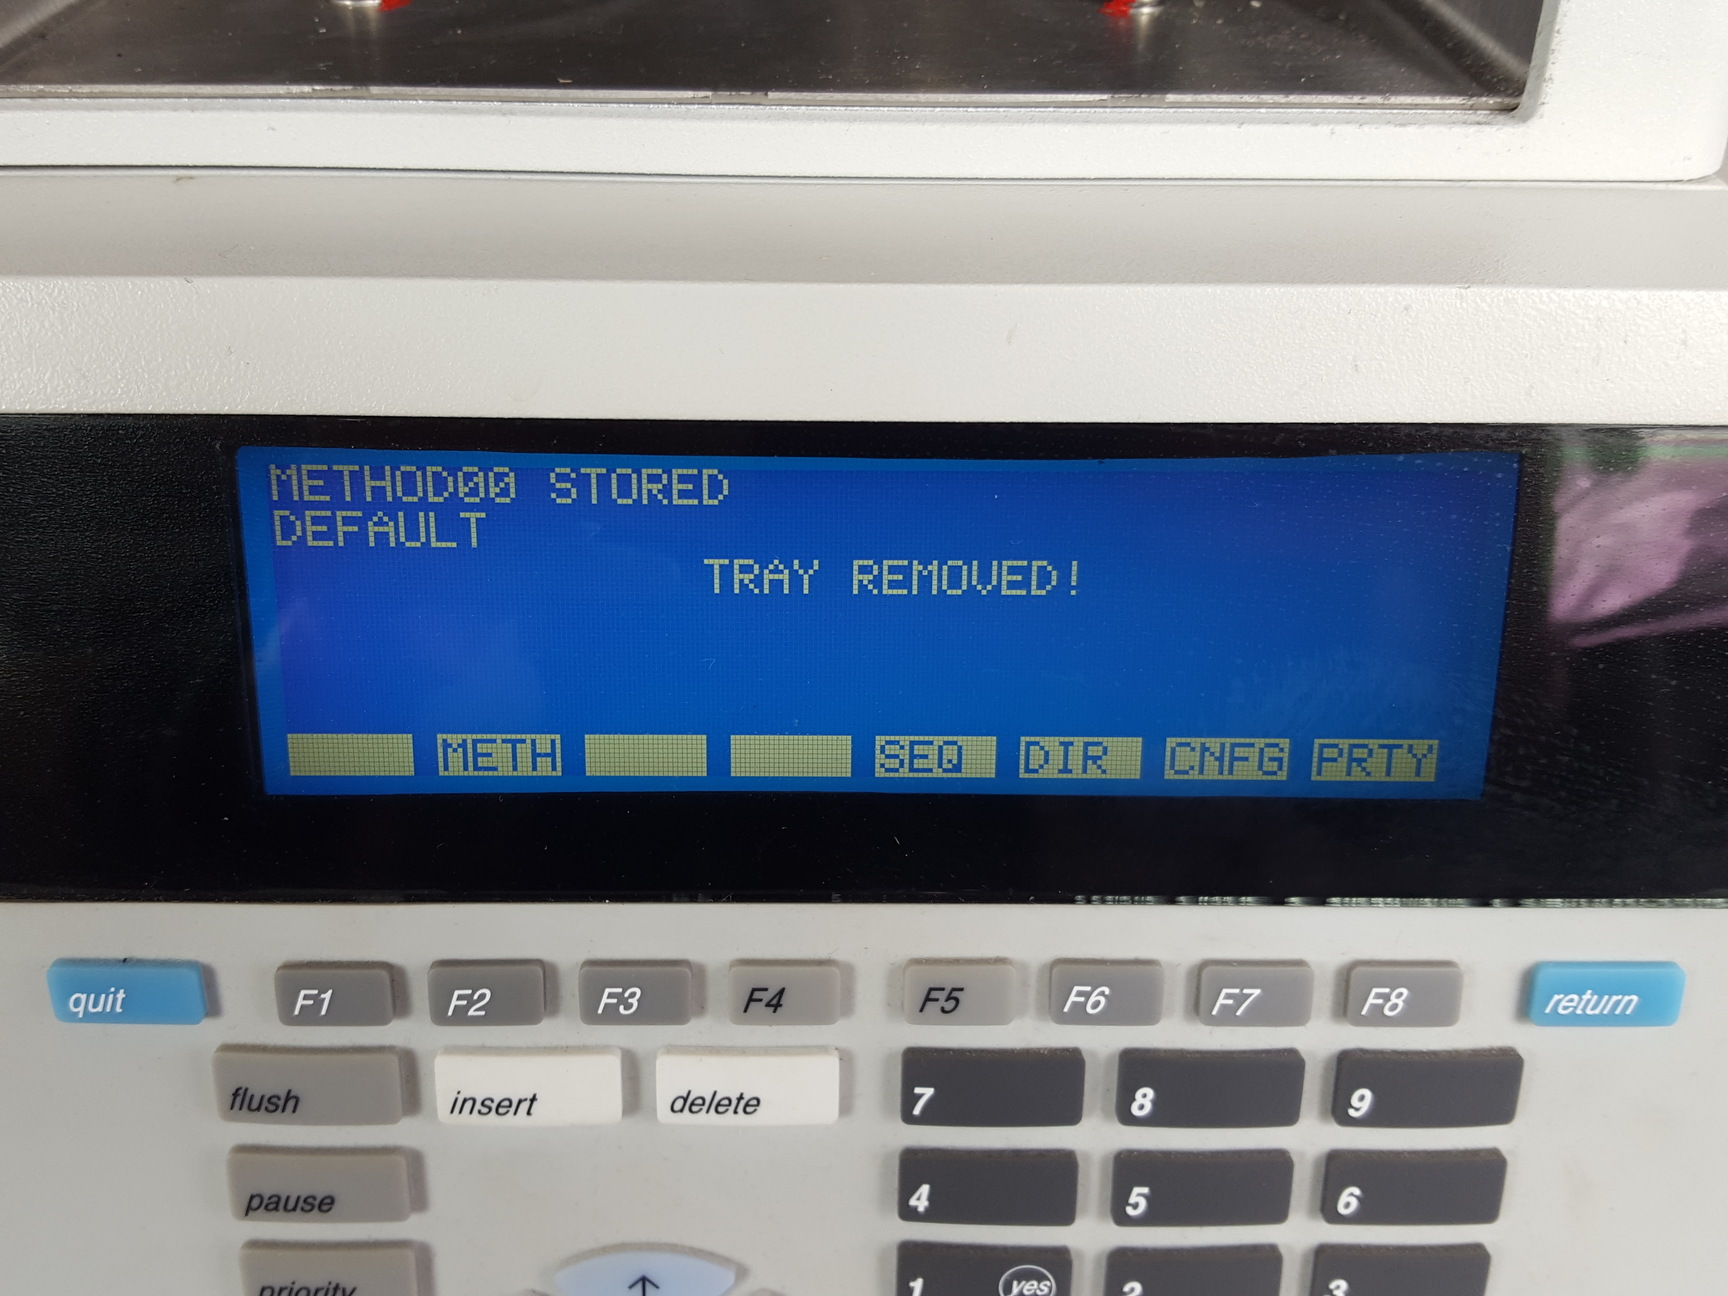 METHOD00 STORED
DEFAULT
TRAY REMOVED!
METH SEQ DIR CNFG PRTY
quit F1 F2 F3 F4 F5 F6 F7 F8 return
flush insert delete 7 8 9
pause 4 5 6
priority ↑ 1 yes 2 3